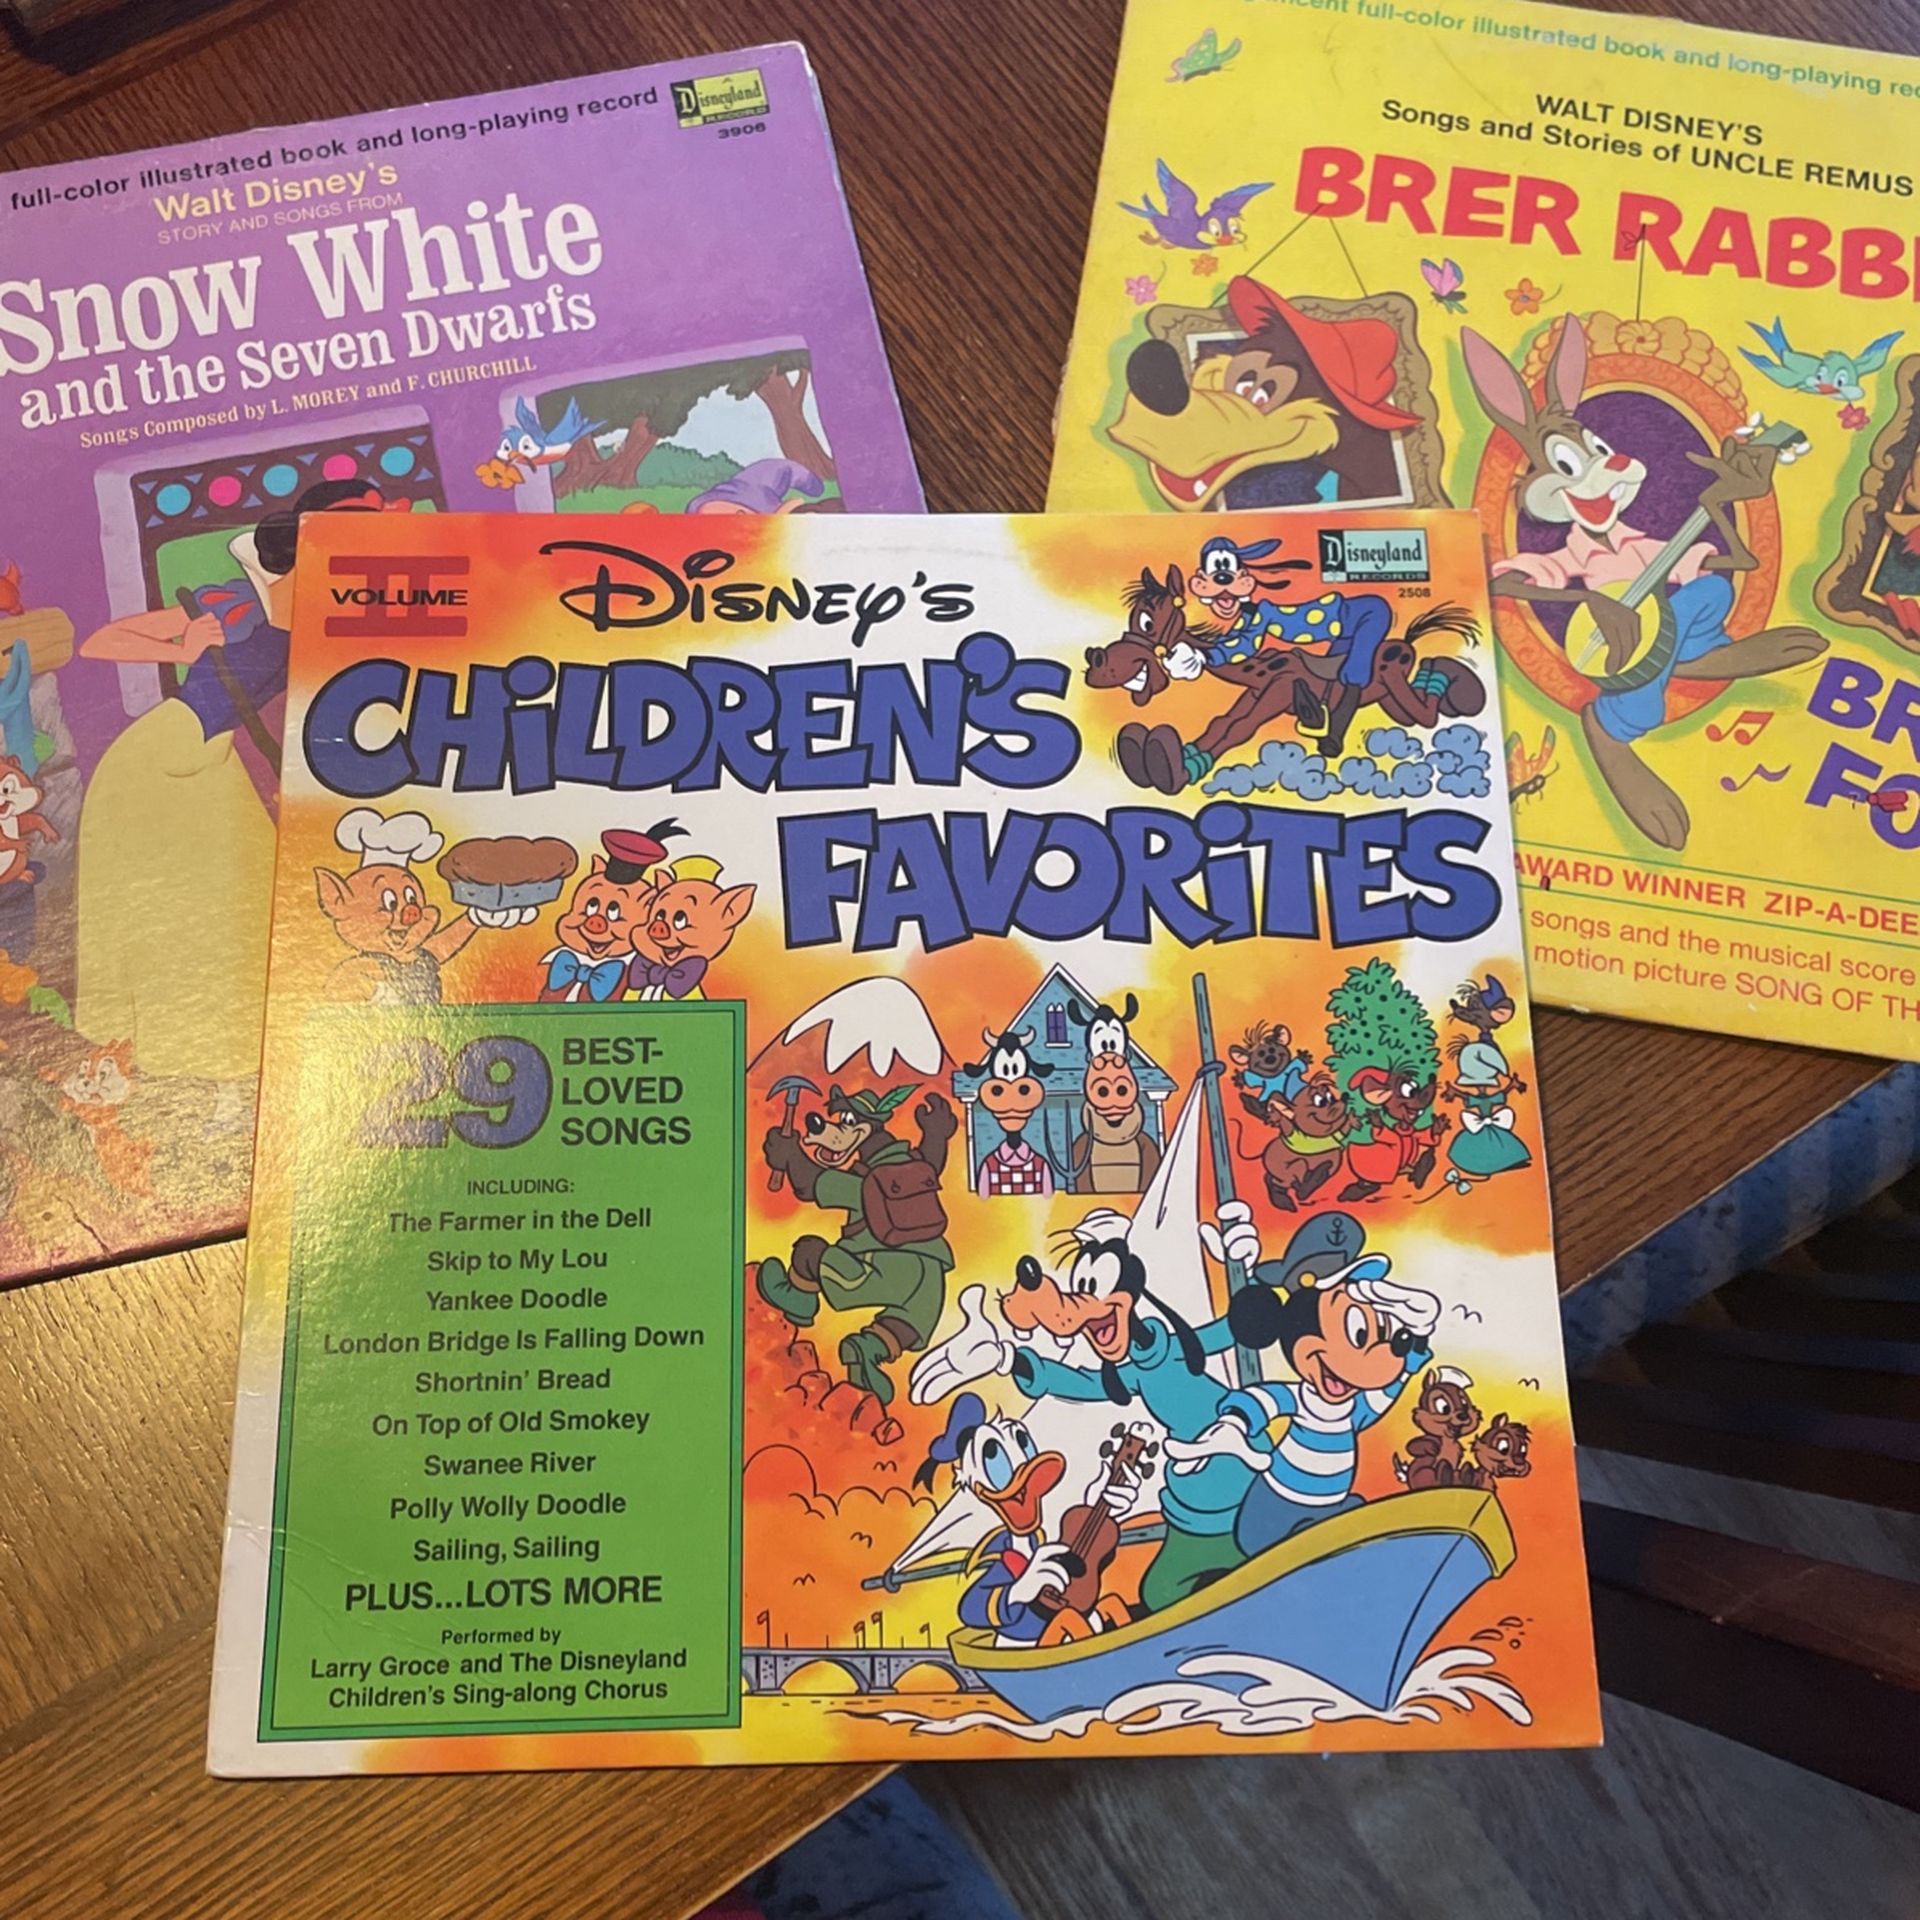 full-color illustrated book and long-playing record
Disneyland
RECORDS
3906
Walt Disney's
STORY AND SONGS FROM
Snow White
and the Seven Dwarfs
Songs Composed by L. MOREY and F. CHURCHILL
full-color illustrated book and long-playing
WALT DISNEY'S
Songs and Stories of UNCLE REMUS
BRER RABB
BR
FO
AWARD WINNER ZIP-A-DEE
songs and the musical score
motion picture SONG OF TH
VOLUME
II
DISNEY'S
Disneyland
RECORDS
2508
CHILDREN'S
FAVORITES
29 BEST-
LOVED
SONGS
INCLUDING:
The Farmer in the Dell
Skip to My Lou
Yankee Doodle
London Bridge Is Falling Down
Shortnin' Bread
On Top of Old Smokey
Swanee River
Polly Wolly Doodle
Sailing, Sailing
PLUS...LOTS MORE
Performed by
Larry Groce and The Disneyland
Children's Sing-along Chorus